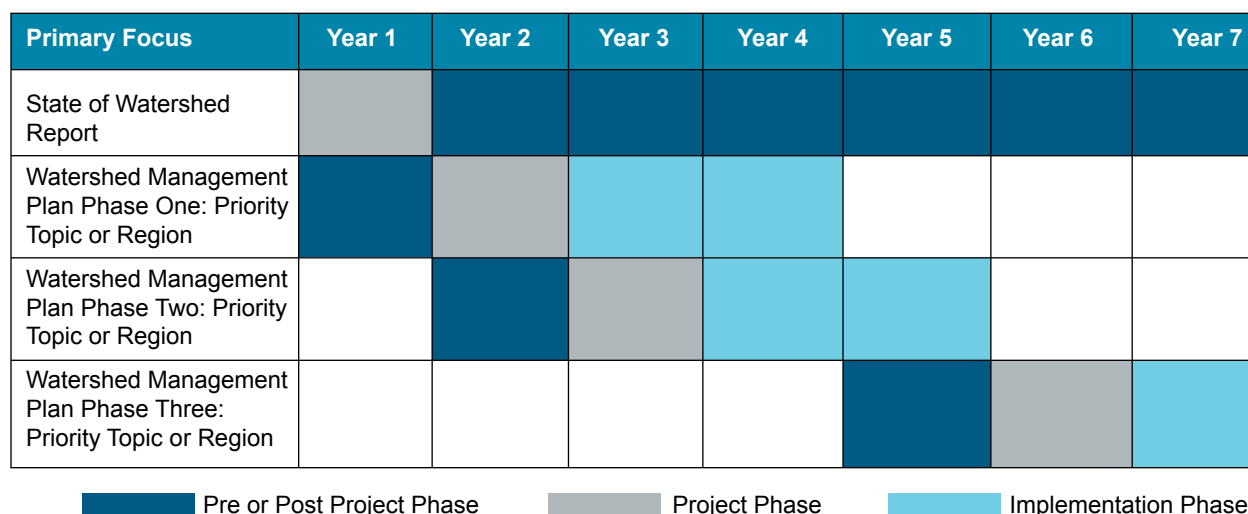 Primary Focus Year 1 Year 2 Year 3 Year 4 Year 5 Year 6 Year 7
State of Watershed
Report
Watershed Management
Plan Phase One: Priority
Topic or Region
Watershed Management
Plan Phase Two: Priority
Topic or Region
Watershed Management
Plan Phase Three:
Priority Topic or Region
Pre or Post Project Phase Project Phase Implementation Phase